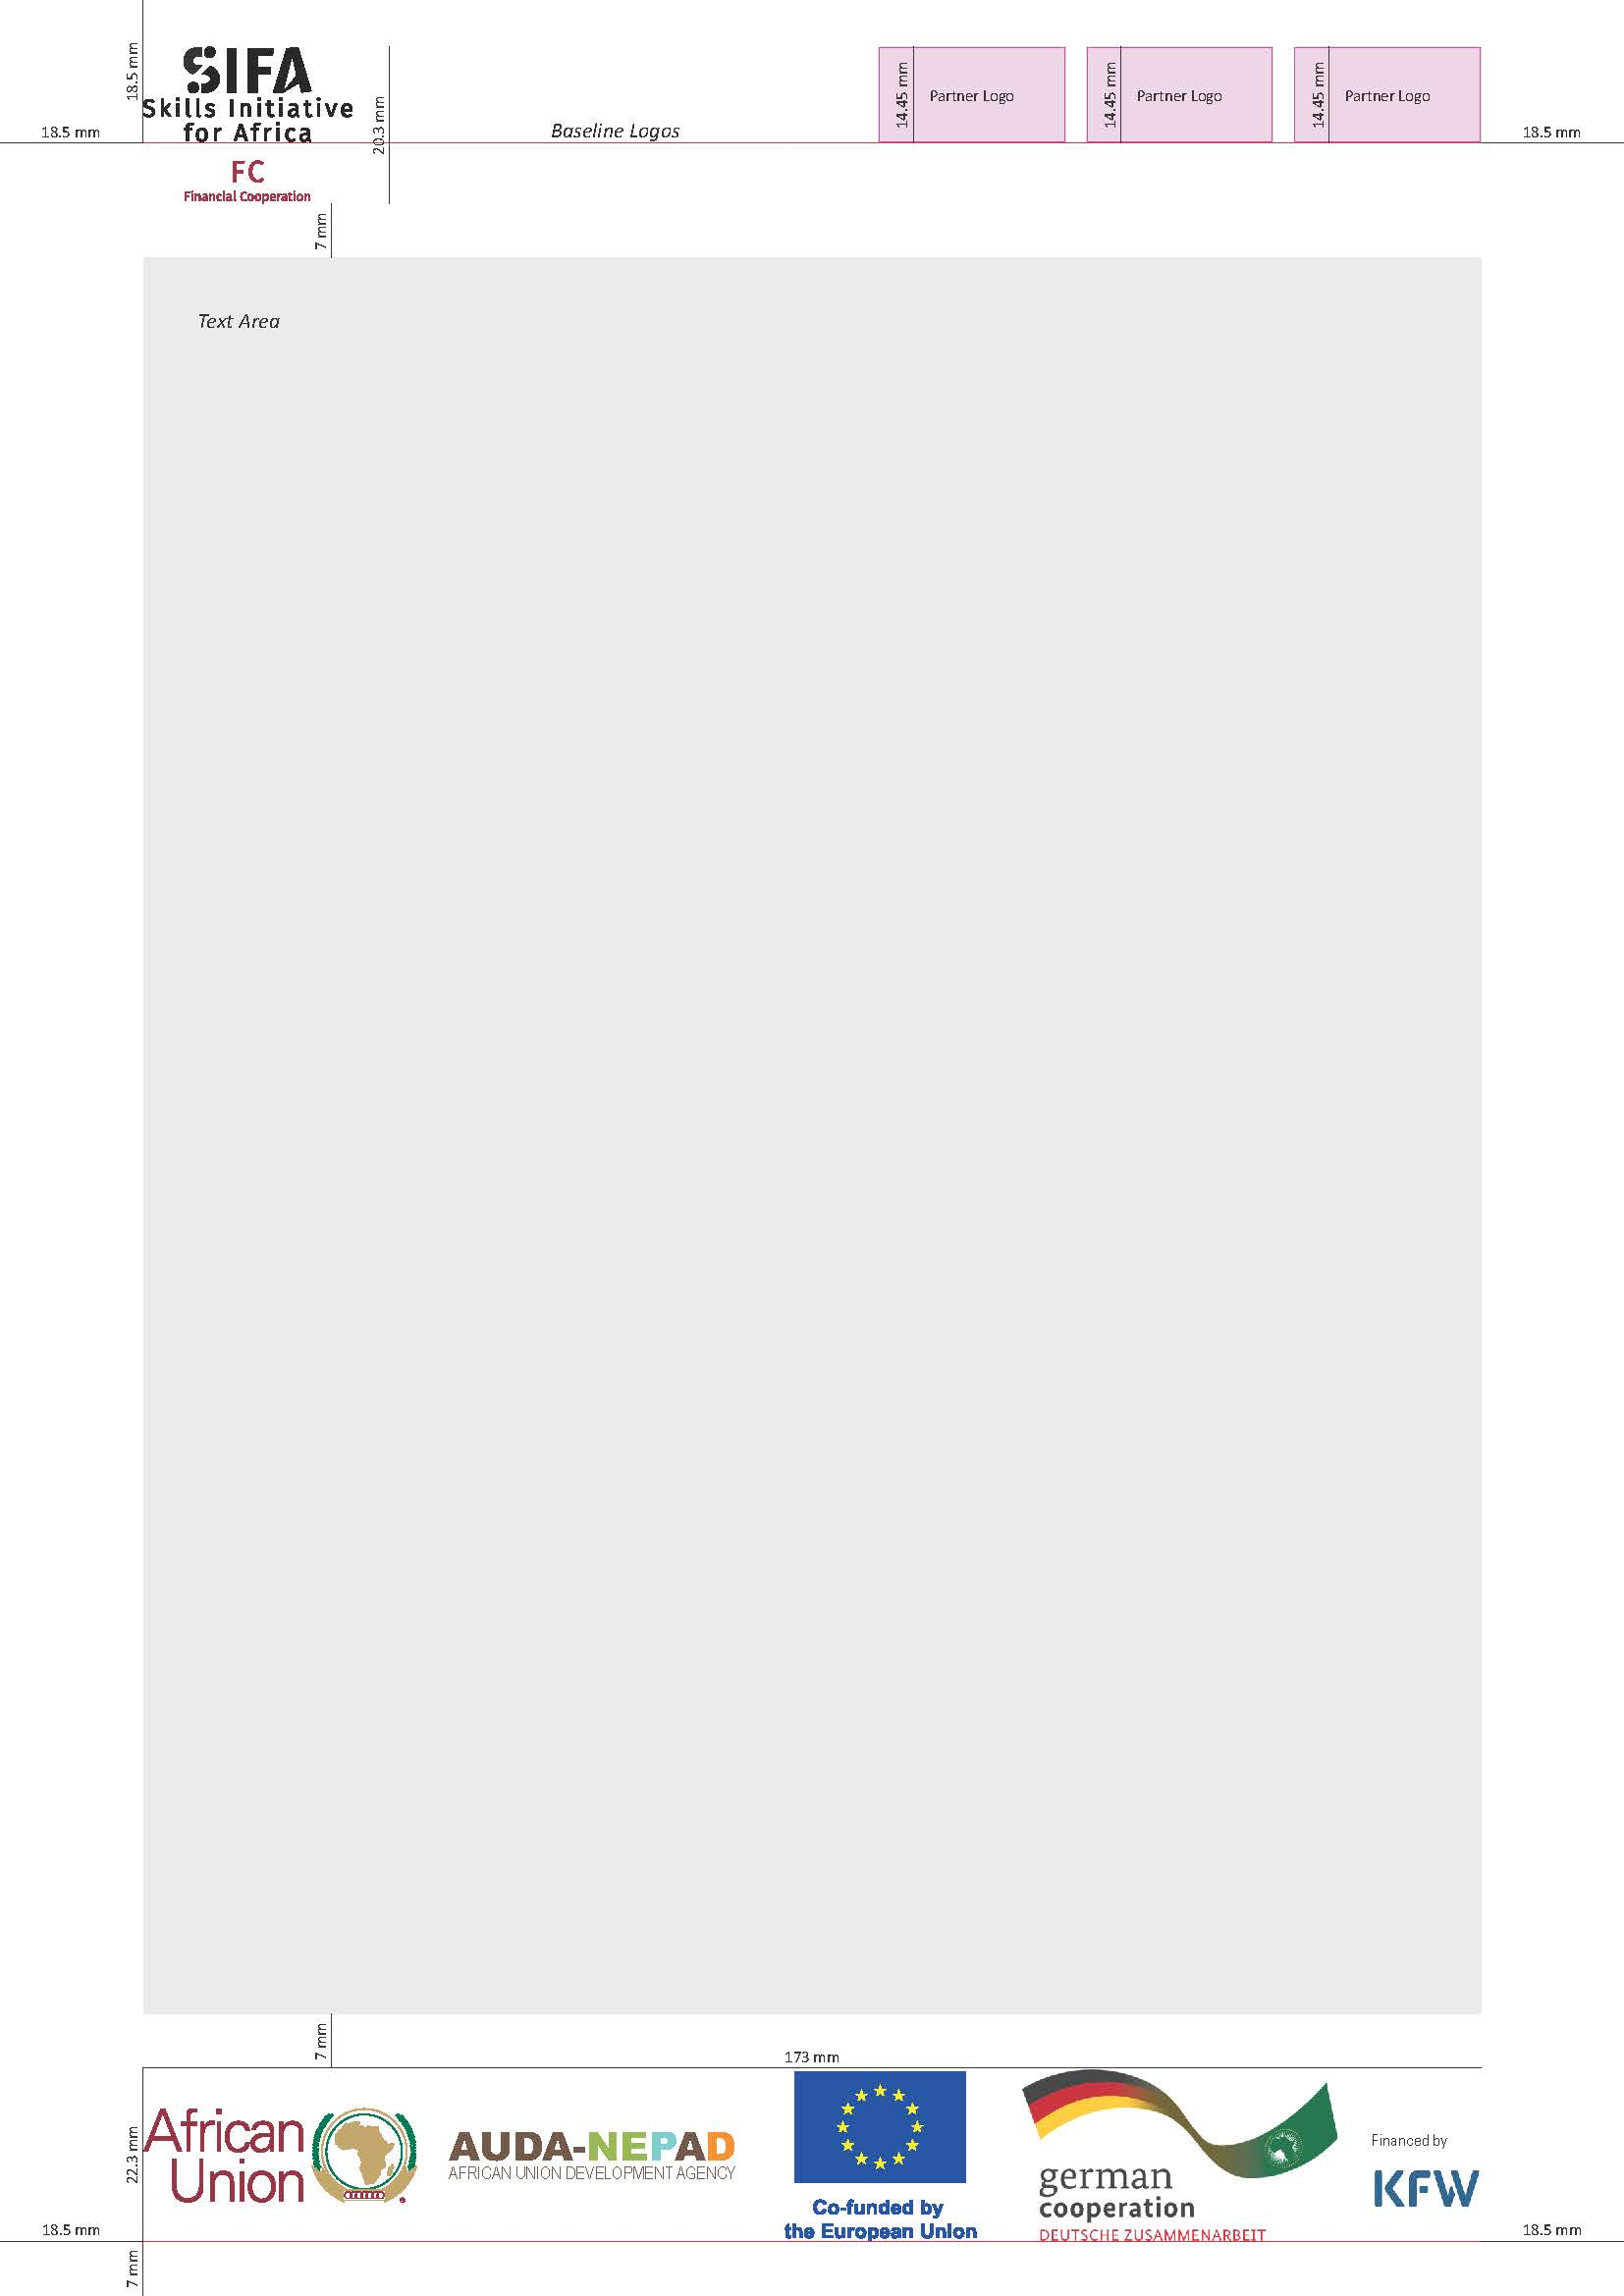 18.5 mm
SIFA
Skills Initiative
for Africa
FC
Financial Cooperation
18.5 mm
20.3 mm
Baseline Logos
14.45 mm
Partner Logo
14.45 mm
Partner Logo
14.45 mm
Partner Logo
18.5 mm
7 mm
Text Area
7 mm
173 mm
22.3 mm
African
Union
AUDA-NEPAD
AFRICAN UNION DEVELOPMENT AGENCY
Co-funded by
the European Union
german
cooperation
DEUTSCHE ZUSAMMENARBEIT
Financed by
KFW
18.5 mm
18.5 mm
7 mm